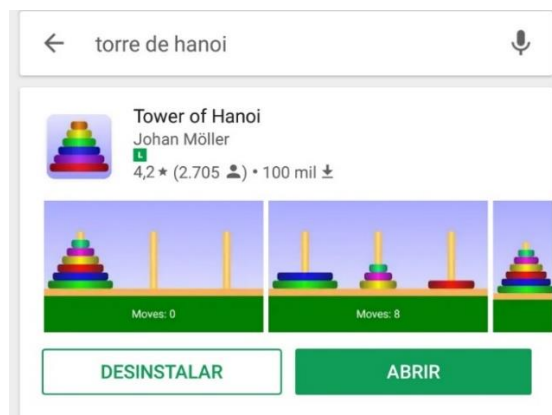 torre de hanoi
Tower of Hanoi
Johan Möller
L
4,2 ★ (2.705 👤) • 100 mil
Moves: 0
Moves: 8
DESINSTALAR
ABRIR